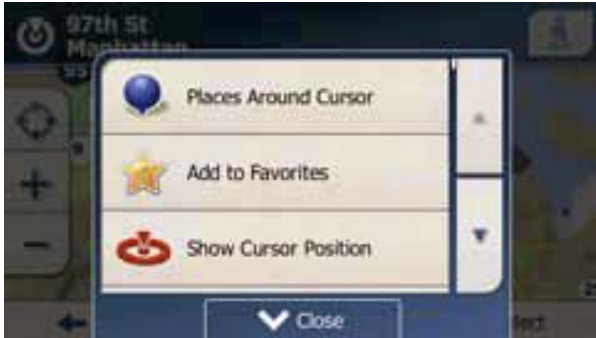 97th St
Manhattan
Places Around Cursor
Add to Favorites
Show Cursor Position
Close